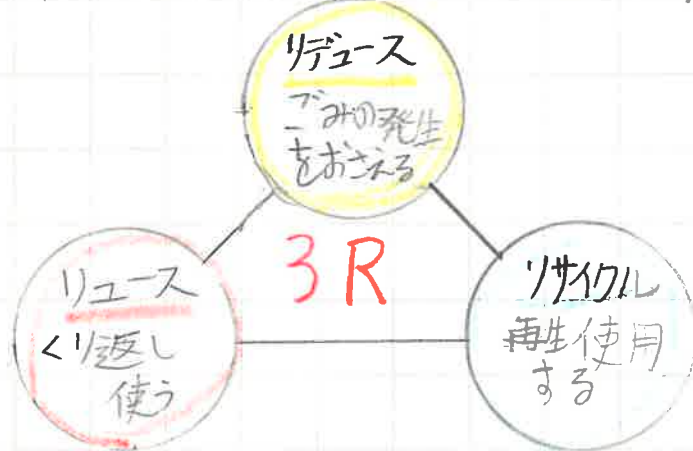 リデュース
ごみの発生
をおさえる
3R
リュース
くり返し
使う
リサイクル
再生使用
する